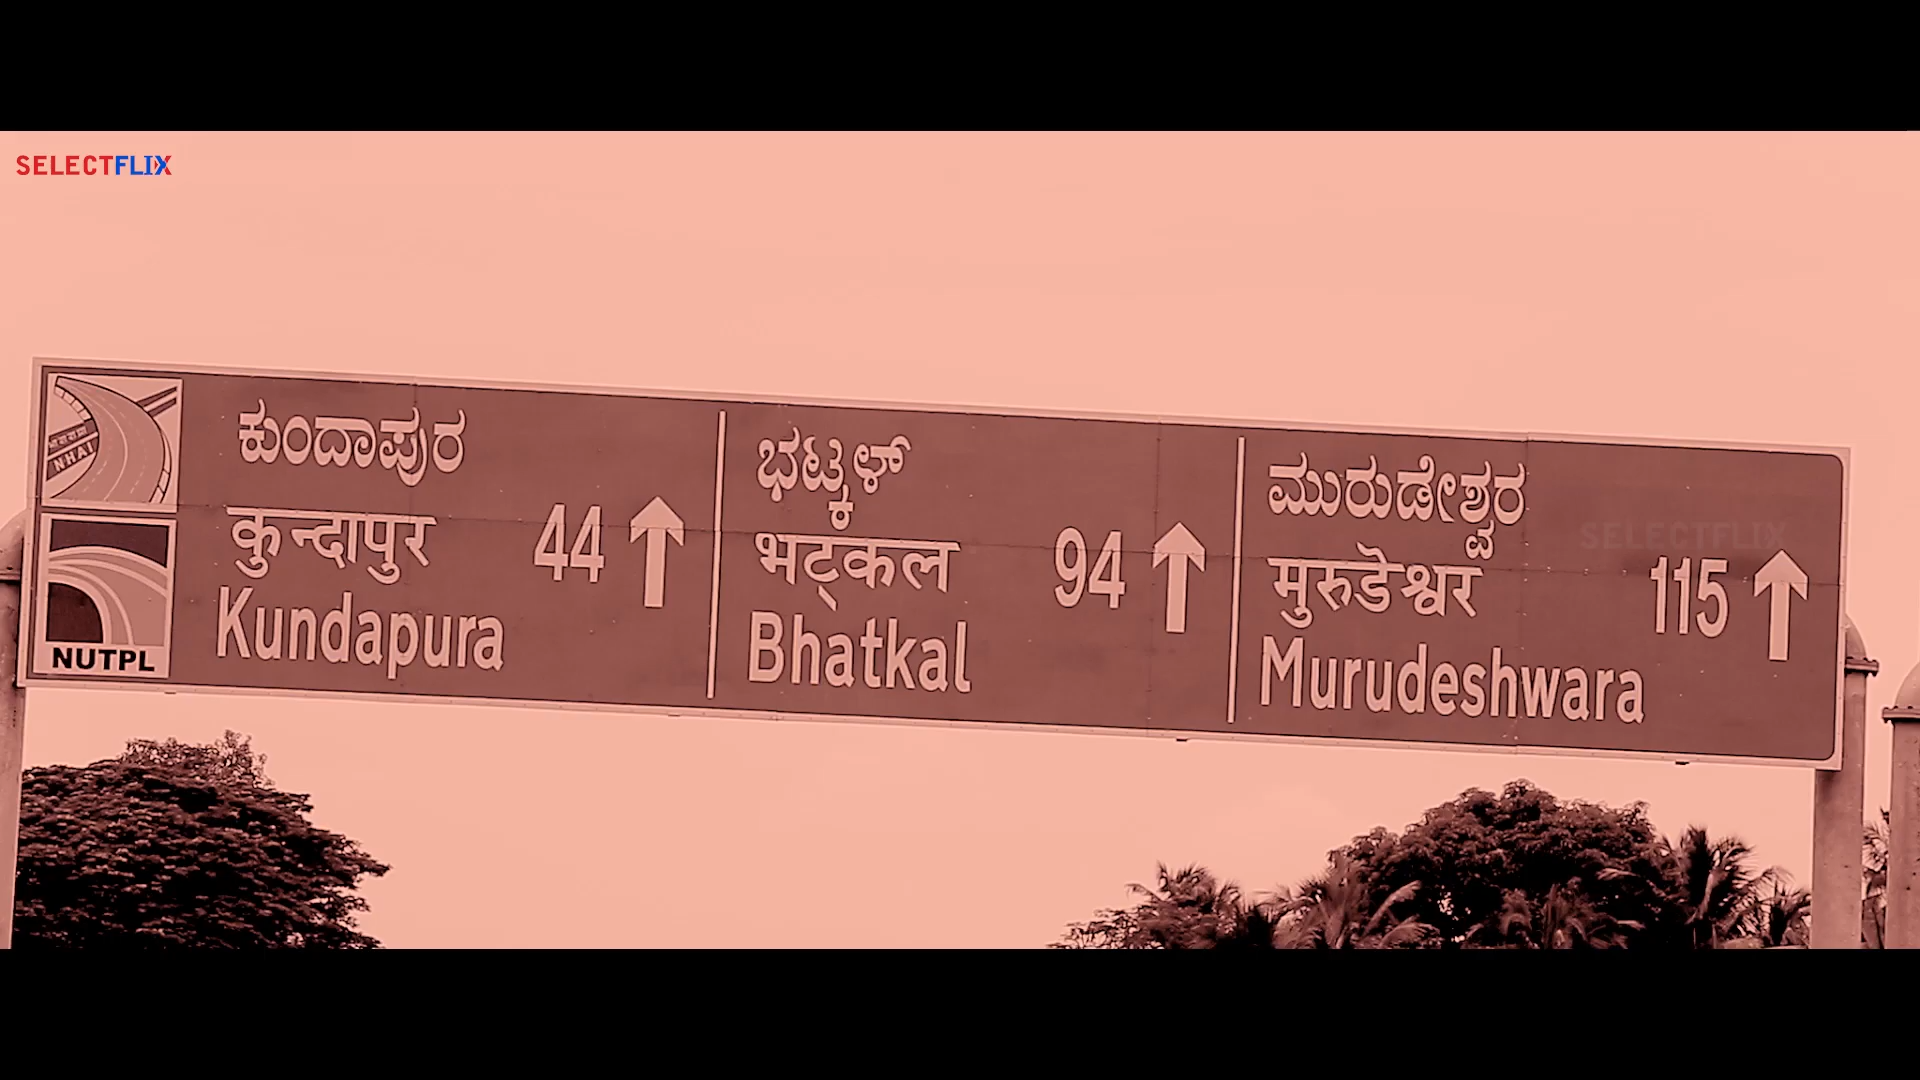 SELECTFLIX
NHAI
NUTPL
ಕುಂದಾಪುರ
कुन्दापुर 44
Kundapura
ಭಟ್ಕಳ್
भट्कल 94
Bhatkal
ಮುರುಡೇಶ್ವರ
मुरुडेश्वर 115
Murudeshwara
SELECTFLIX